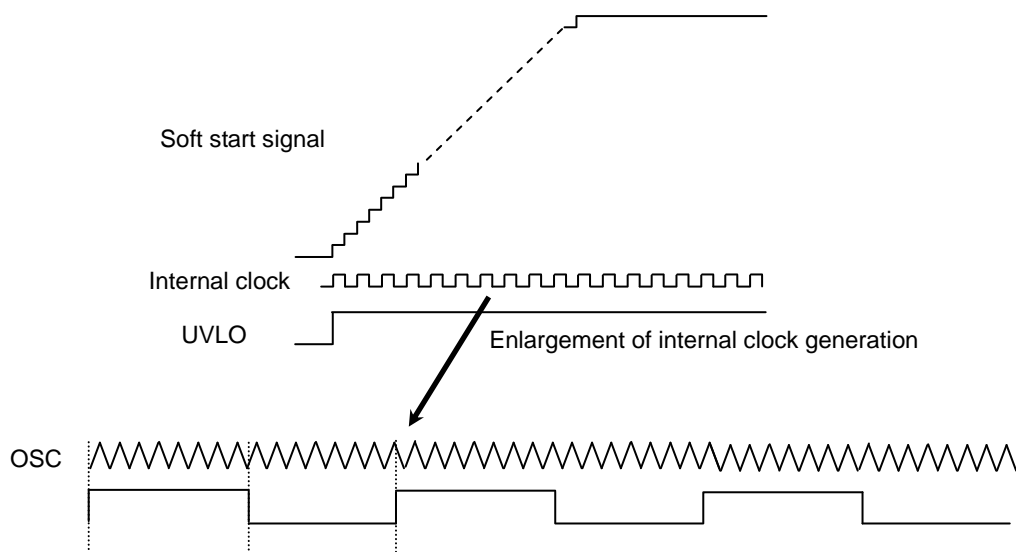 Soft start signal
Internal clock
UVLO
Enlargement of internal clock generation
OSC